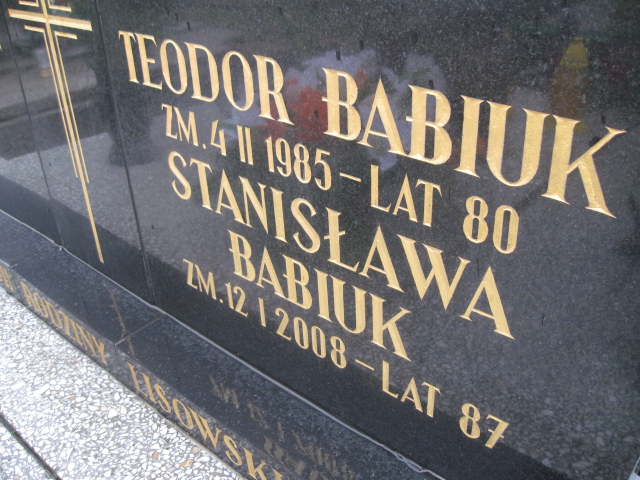 TEODOR BABIUK
ZM. 4 II 1985 – LAT 80
STANISŁAWA
BABIUK
ZM. 12 I 2008 – LAT 87
RODZINY LISOWSKI